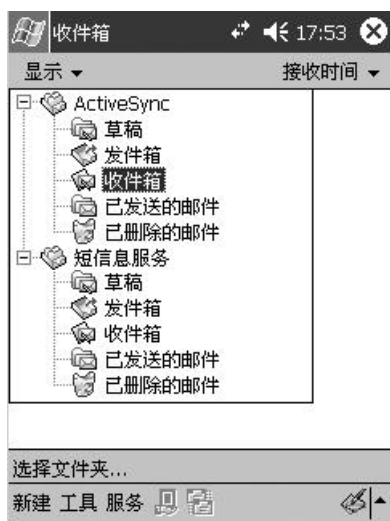 收件箱 17:53
显示 接收时间
ActiveSync
草稿
发件箱
收件箱
已发送的邮件
已删除的邮件
短信息服务
草稿
发件箱
收件箱
已发送的邮件
已删除的邮件
选择文件夹...
新建 工具 服务